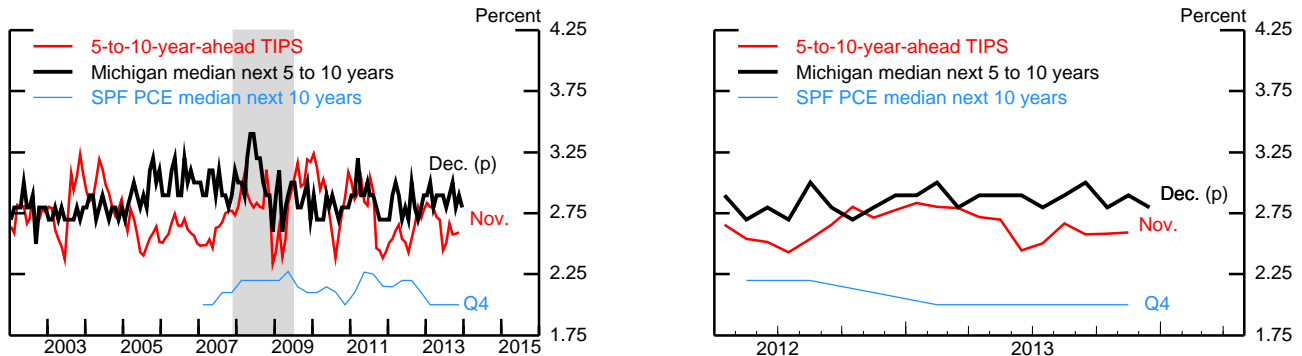 Percent
4.25
5-to-10-year-ahead TIPS
Michigan median next 5 to 10 years
3.75
SPF PCE median next 10 years
3.25
Dec. (p)
2.75
Nov.
2.25
Q4
1.75
2003 2005 2007 2009 2011 2013 2015
Percent
4.25
5-to-10-year-ahead TIPS
Michigan median next 5 to 10 years
3.75
SPF PCE median next 10 years
3.25
Dec. (p)
2.75
Nov.
2.25
Q4
1.75
2012 2013